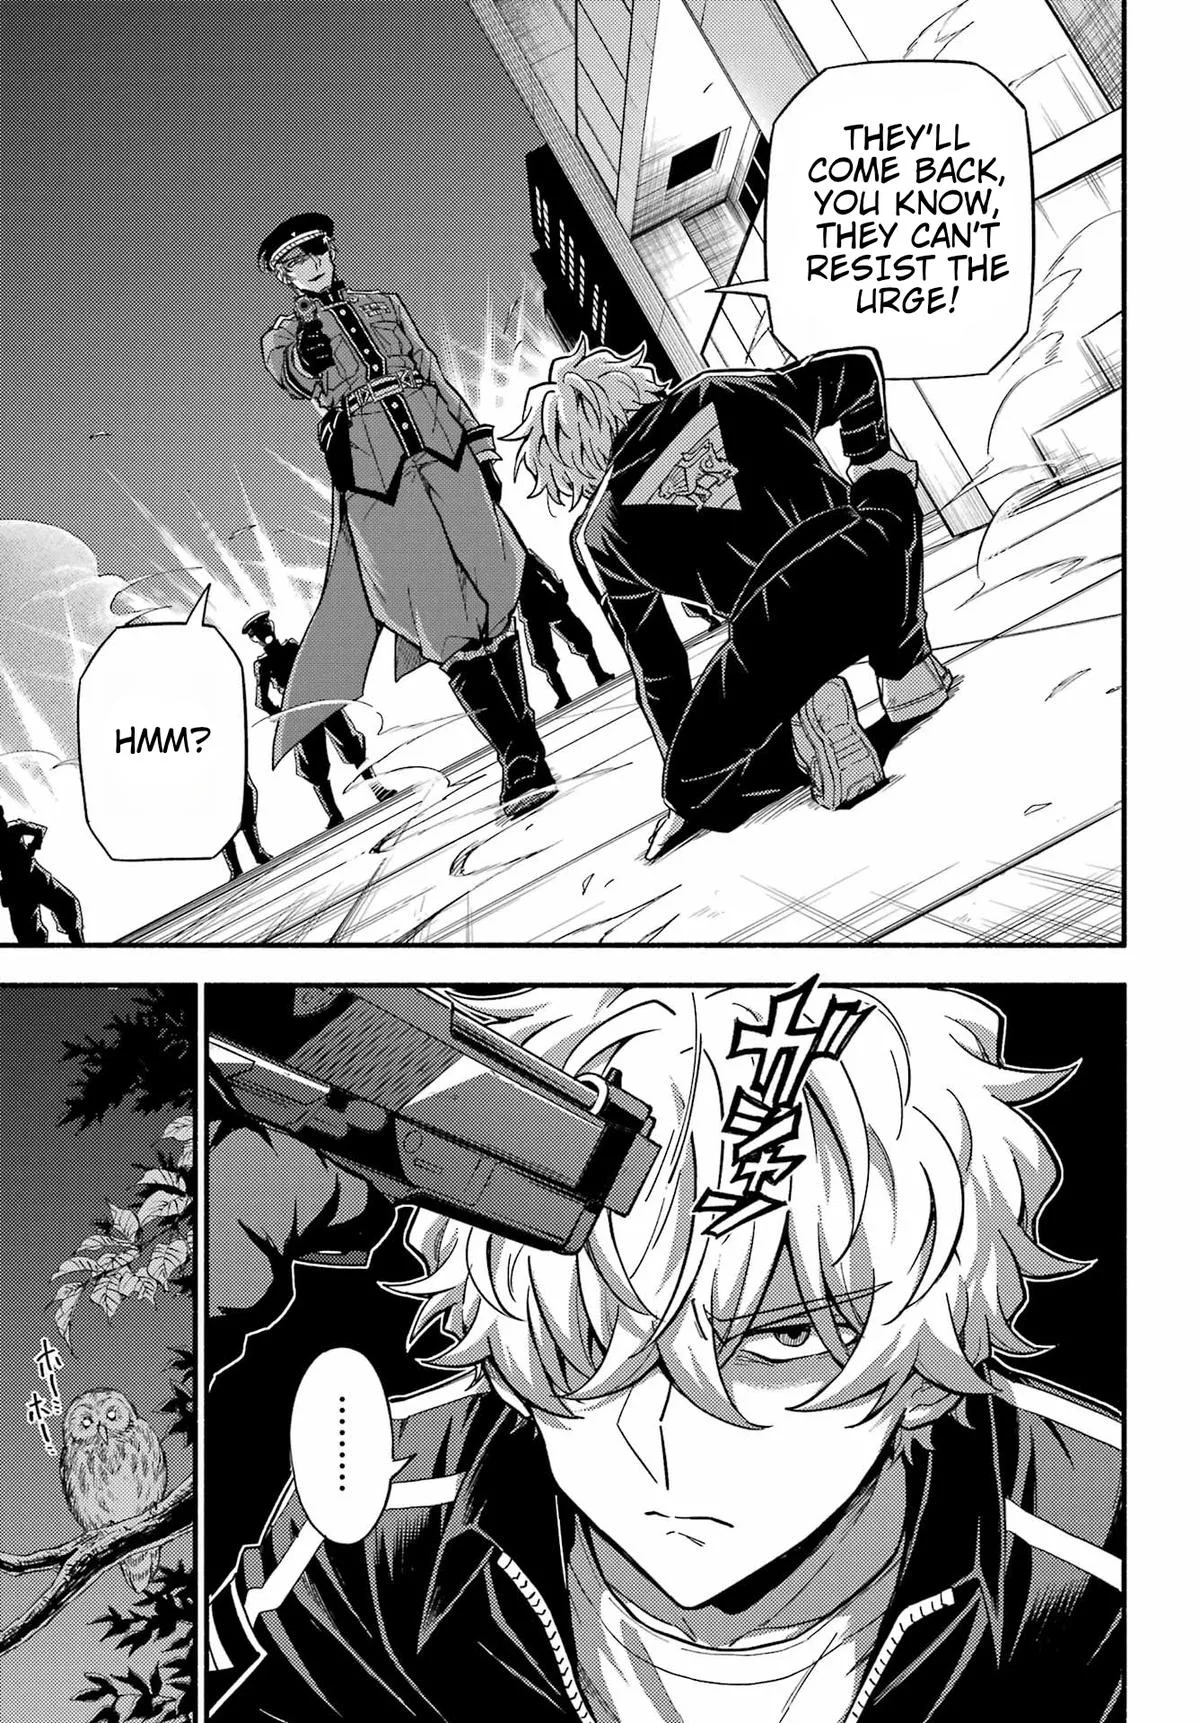 THEY'LL
COME BACK,
YOU KNOW,
THEY CAN'T
RESIST THE
URGE!
HMM?
ガシャッ
………
ホー
ホー